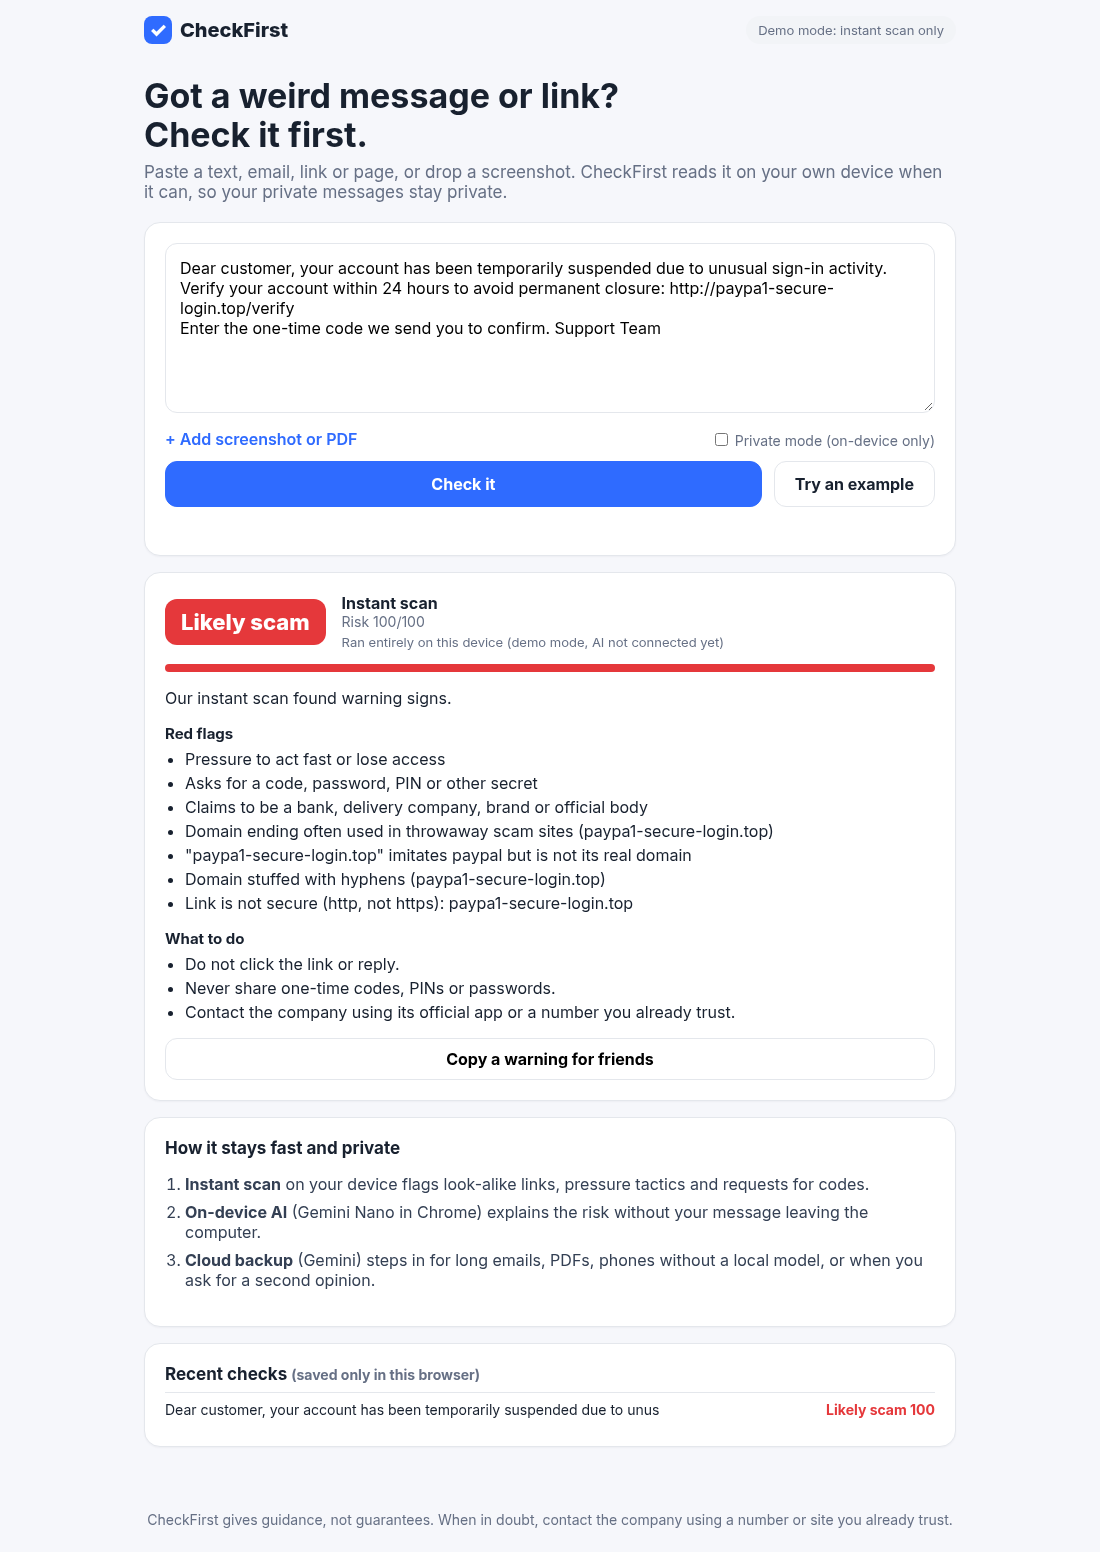 CheckFirst
Demo mode: instant scan only
Got a weird message or link?
Check it first.
Paste a text, email, link or page, or drop a screenshot. CheckFirst reads it on your own device when
it can, so your private messages stay private.
Dear customer, your account has been temporarily suspended due to unusual sign-in activity.
Verify your account within 24 hours to avoid permanent closure: http://paypa1-secure-
login.top/verify
Enter the one-time code we send you to confirm. Support Team
+ Add screenshot or PDF
Private mode (on-device only)
Check it
Try an example
Likely scam
Instant scan
Risk 100/100
Ran entirely on this device (demo mode, AI not connected yet)
Our instant scan found warning signs.
Red flags
• Pressure to act fast or lose access
• Asks for a code, password, PIN or other secret
• Claims to be a bank, delivery company, brand or official body
• Domain ending often used in throwaway scam sites (paypa1-secure-login.top)
• "paypa1-secure-login.top" imitates paypal but is not its real domain
• Domain stuffed with hyphens (paypa1-secure-login.top)
• Link is not secure (http, not https): paypa1-secure-login.top
What to do
• Do not click the link or reply.
• Never share one-time codes, PINs or passwords.
• Contact the company using its official app or a number you already trust.
Copy a warning for friends
How it stays fast and private
1. Instant scan on your device flags look-alike links, pressure tactics and requests for codes.
2. On-device AI (Gemini Nano in Chrome) explains the risk without your message leaving the
computer.
3. Cloud backup (Gemini) steps in for long emails, PDFs, phones without a local model, or when you
ask for a second opinion.
Recent checks (saved only in this browser)
Dear customer, your account has been temporarily suspended due to unus
Likely scam 100
CheckFirst gives guidance, not guarantees. When in doubt, contact the company using a number or site you already trust.